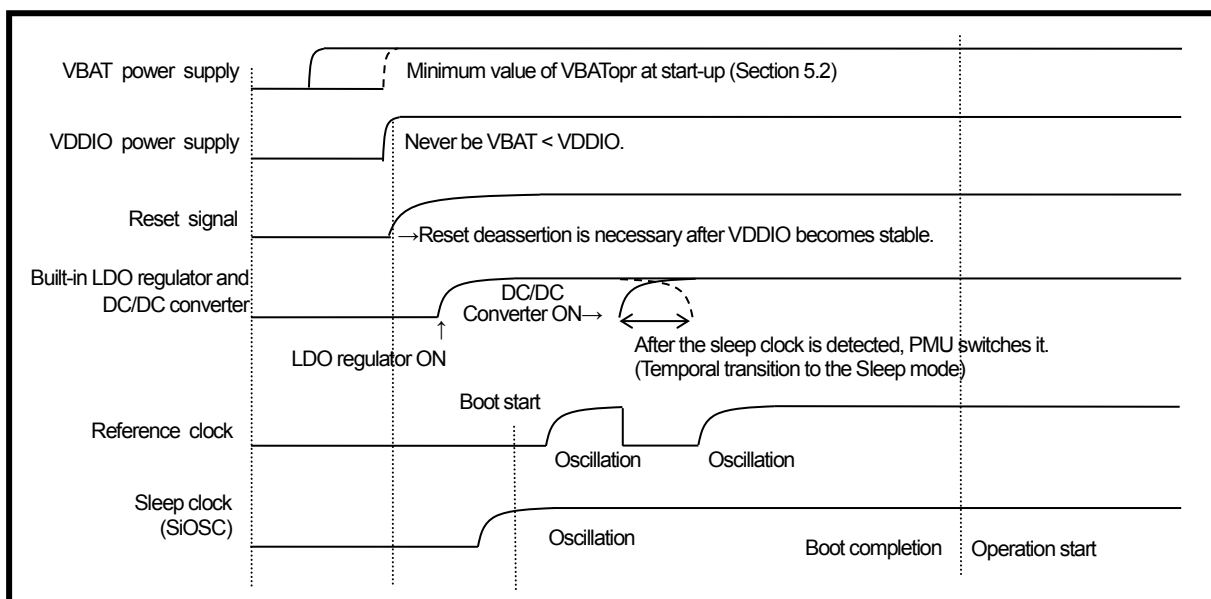 VBAT power supply
Minimum value of VBATopr at start-up (Section 5.2)
VDDIO power supply
Never be VBAT < VDDIO.
Reset signal
→Reset deassertion is necessary after VDDIO becomes stable.
Built-in LDO regulator and
DC/DC converter
DC/DC
Converter ON→
↑
LDO regulator ON
After the sleep clock is detected, PMU switches it.
(Temporal transition to the Sleep mode)
Boot start
Reference clock
Oscillation
Oscillation
Sleep clock
(SiOSC)
Oscillation
Boot completion
Operation start